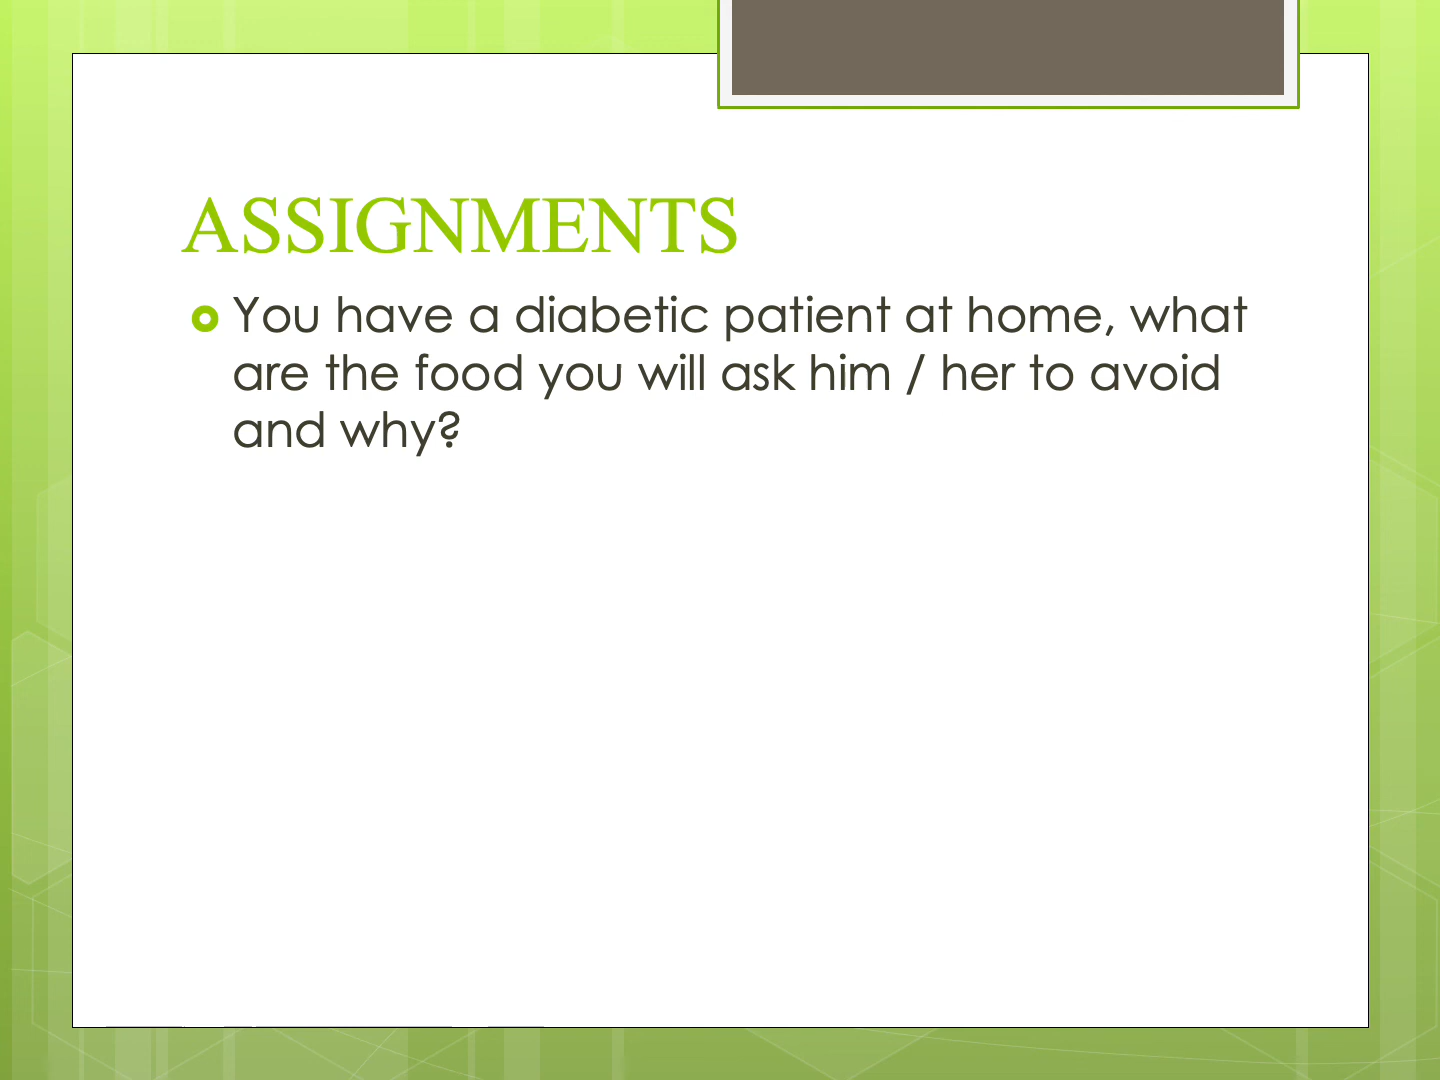 ASSIGNMENTS
You have a diabetic patient at home, what
are the food you will ask him / her to avoid
and why?